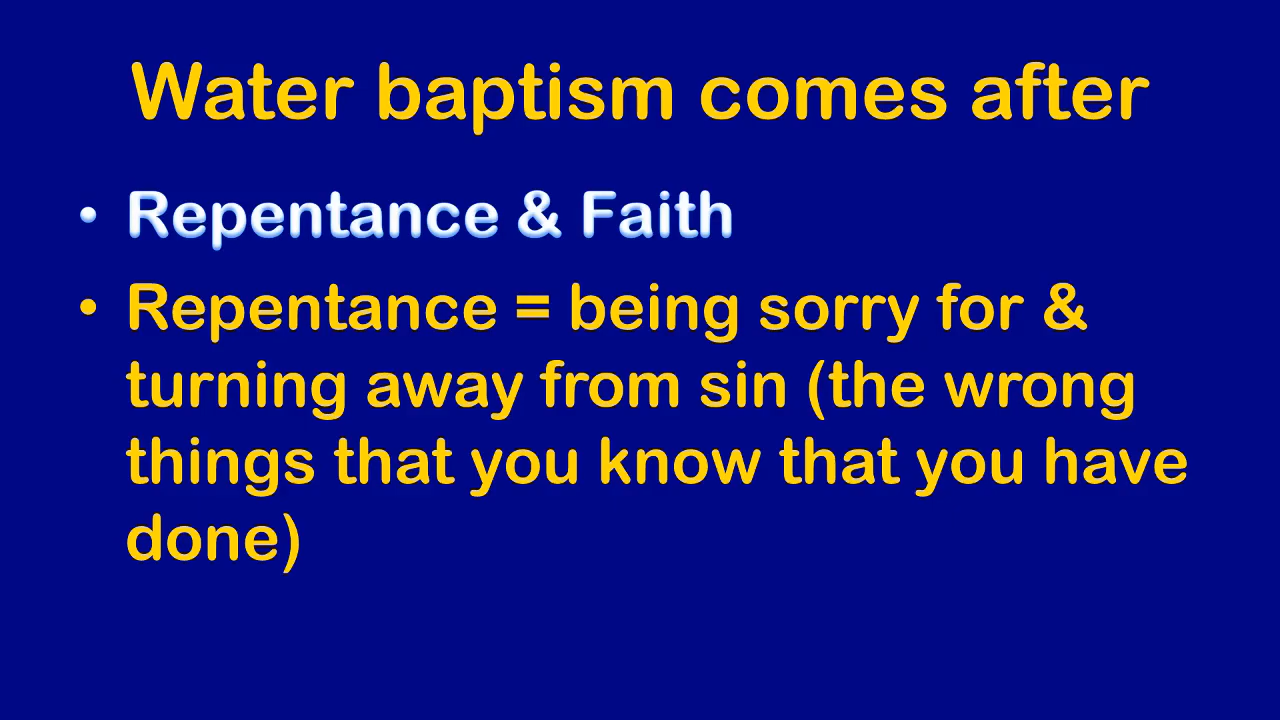 Water baptism comes after
• Repentance & Faith
• Repentance = being sorry for &
turning away from sin (the wrong
things that you know that you have
done)